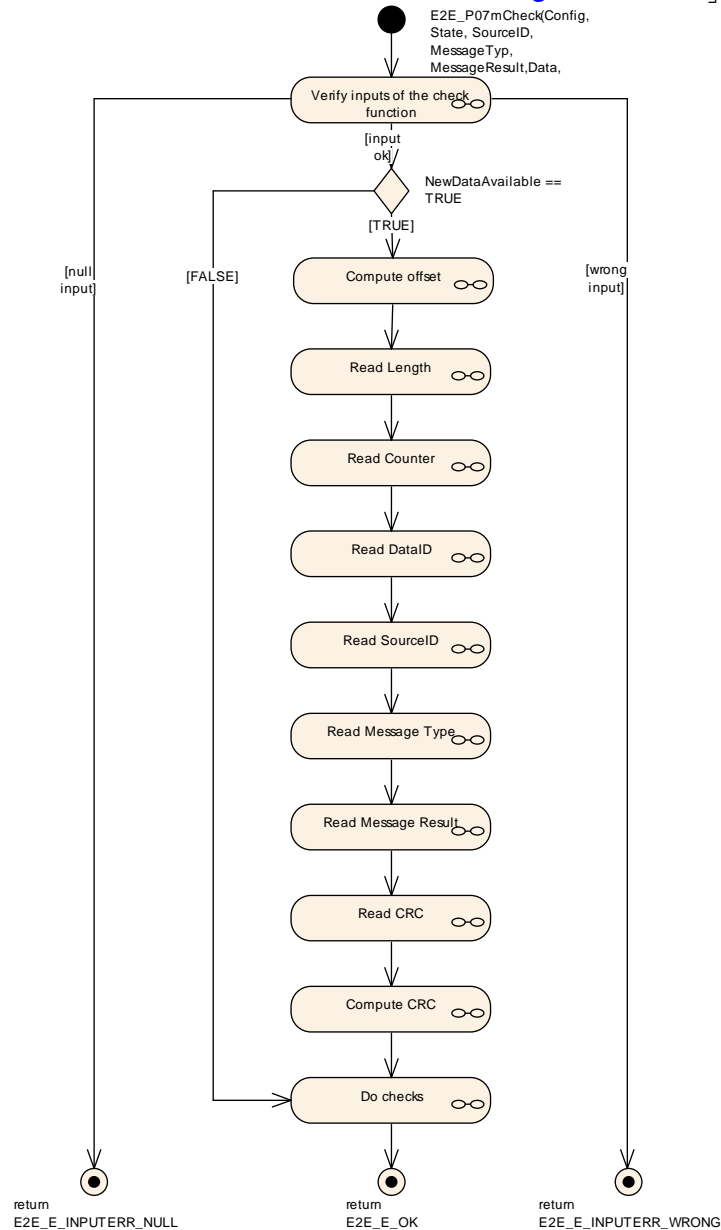 E2E_P07mCheck(Config,
State, SourceID,
MessageTyp,
MessageResult,Data,
Verify inputs of the check
function
[input
ok]
NewDataAvailable ==
TRUE
[TRUE]
[null
input]
[FALSE]
[wrong
input]
Compute offset
Read Length
Read Counter
Read DataID
Read SourceID
Read Message Type
Read Message Result
Read CRC
Compute CRC
Do checks
return
E2E_E_INPUTERR_NULL
return
E2E_E_OK
return
E2E_E_INPUTERR_WRONG